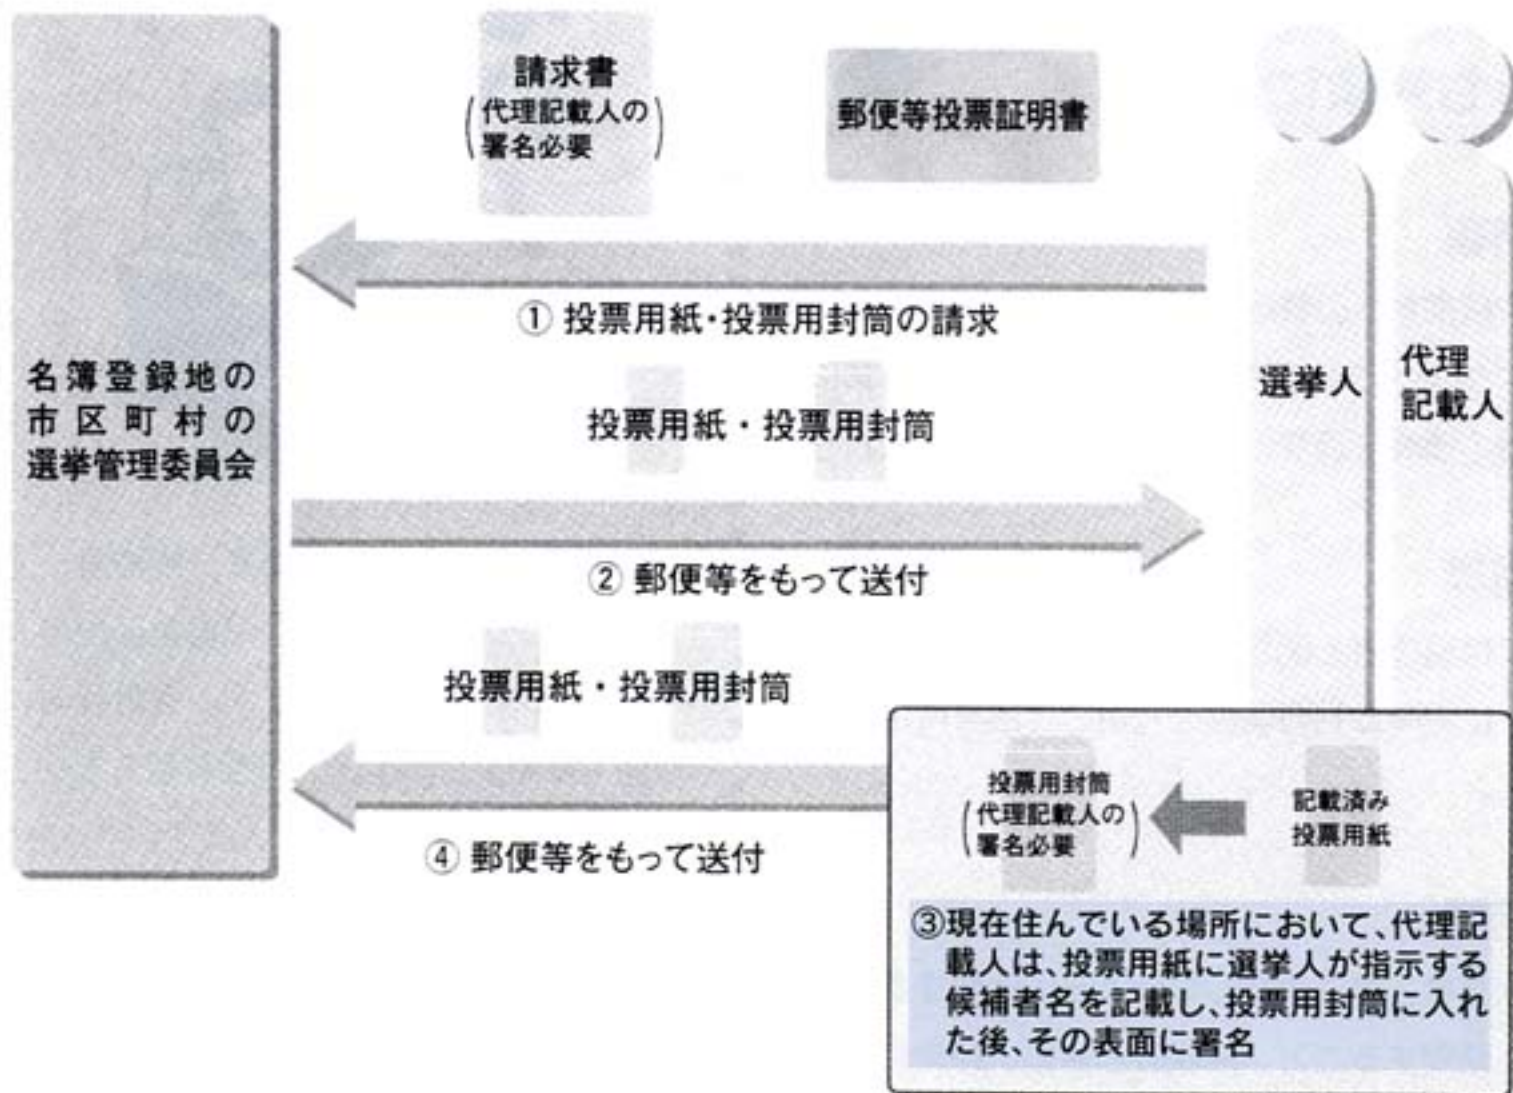 請求書
(代理記載人の
署名必要)
郵便等投票証明書
① 投票用紙・投票用封筒の請求
名簿登録地の
市区町村の
選挙管理委員会
選挙人
代理
記載人
投票用紙・投票用封筒
② 郵便等をもって送付
投票用紙・投票用封筒
④ 郵便等をもって送付
投票用封筒
(代理記載人の
署名必要)
記載済み
投票用紙
③現在住んでいる場所において、代理記
載人は、投票用紙に選挙人が指示する
候補者名を記載し、投票用封筒に入れ
た後、その表面に署名